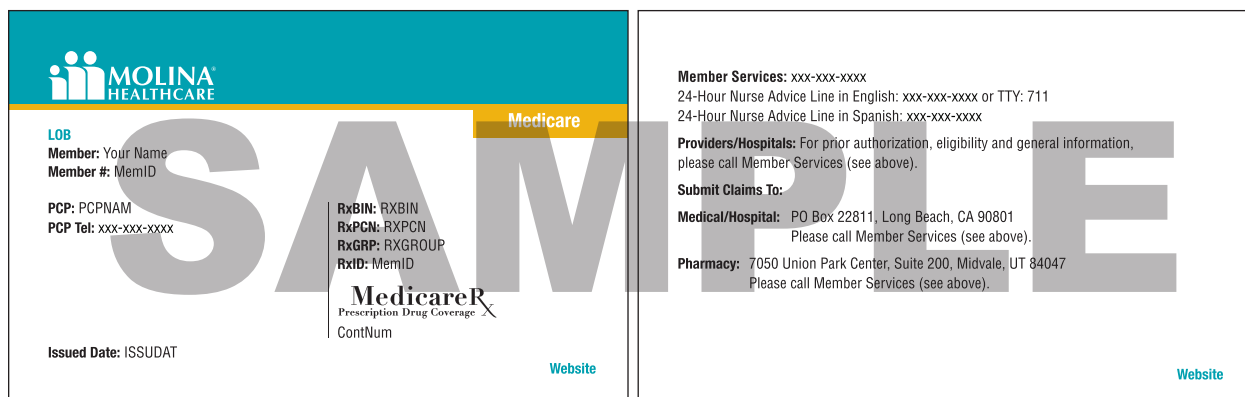 MOLINA®
HEALTHCARE
Medicare
LOB
Member: Your Name
Member #: MemID
PCP: PCPNAM
PCP Tel: xxx-xxx-xxxx
RxBIN: RXBIN
RxPCN: RXPCN
RxGRP: RXGROUP
RxID: MemID
MedicareRx
Prescription Drug Coverage
ContNum
Issued Date: ISSUDAT
Website
Member Services: xxx-xxx-xxxx
24-Hour Nurse Advice Line in English: xxx-xxx-xxxx or TTY: 711
24-Hour Nurse Advice Line in Spanish: xxx-xxx-xxxx
Providers/Hospitals: For prior authorization, eligibility and general information,
please call Member Services (see above).
Submit Claims To:
Medical/Hospital: PO Box 22811, Long Beach, CA 90801
Please call Member Services (see above).
Pharmacy: 7050 Union Park Center, Suite 200, Midvale, UT 84047
Please call Member Services (see above).
Website
SAMPLE